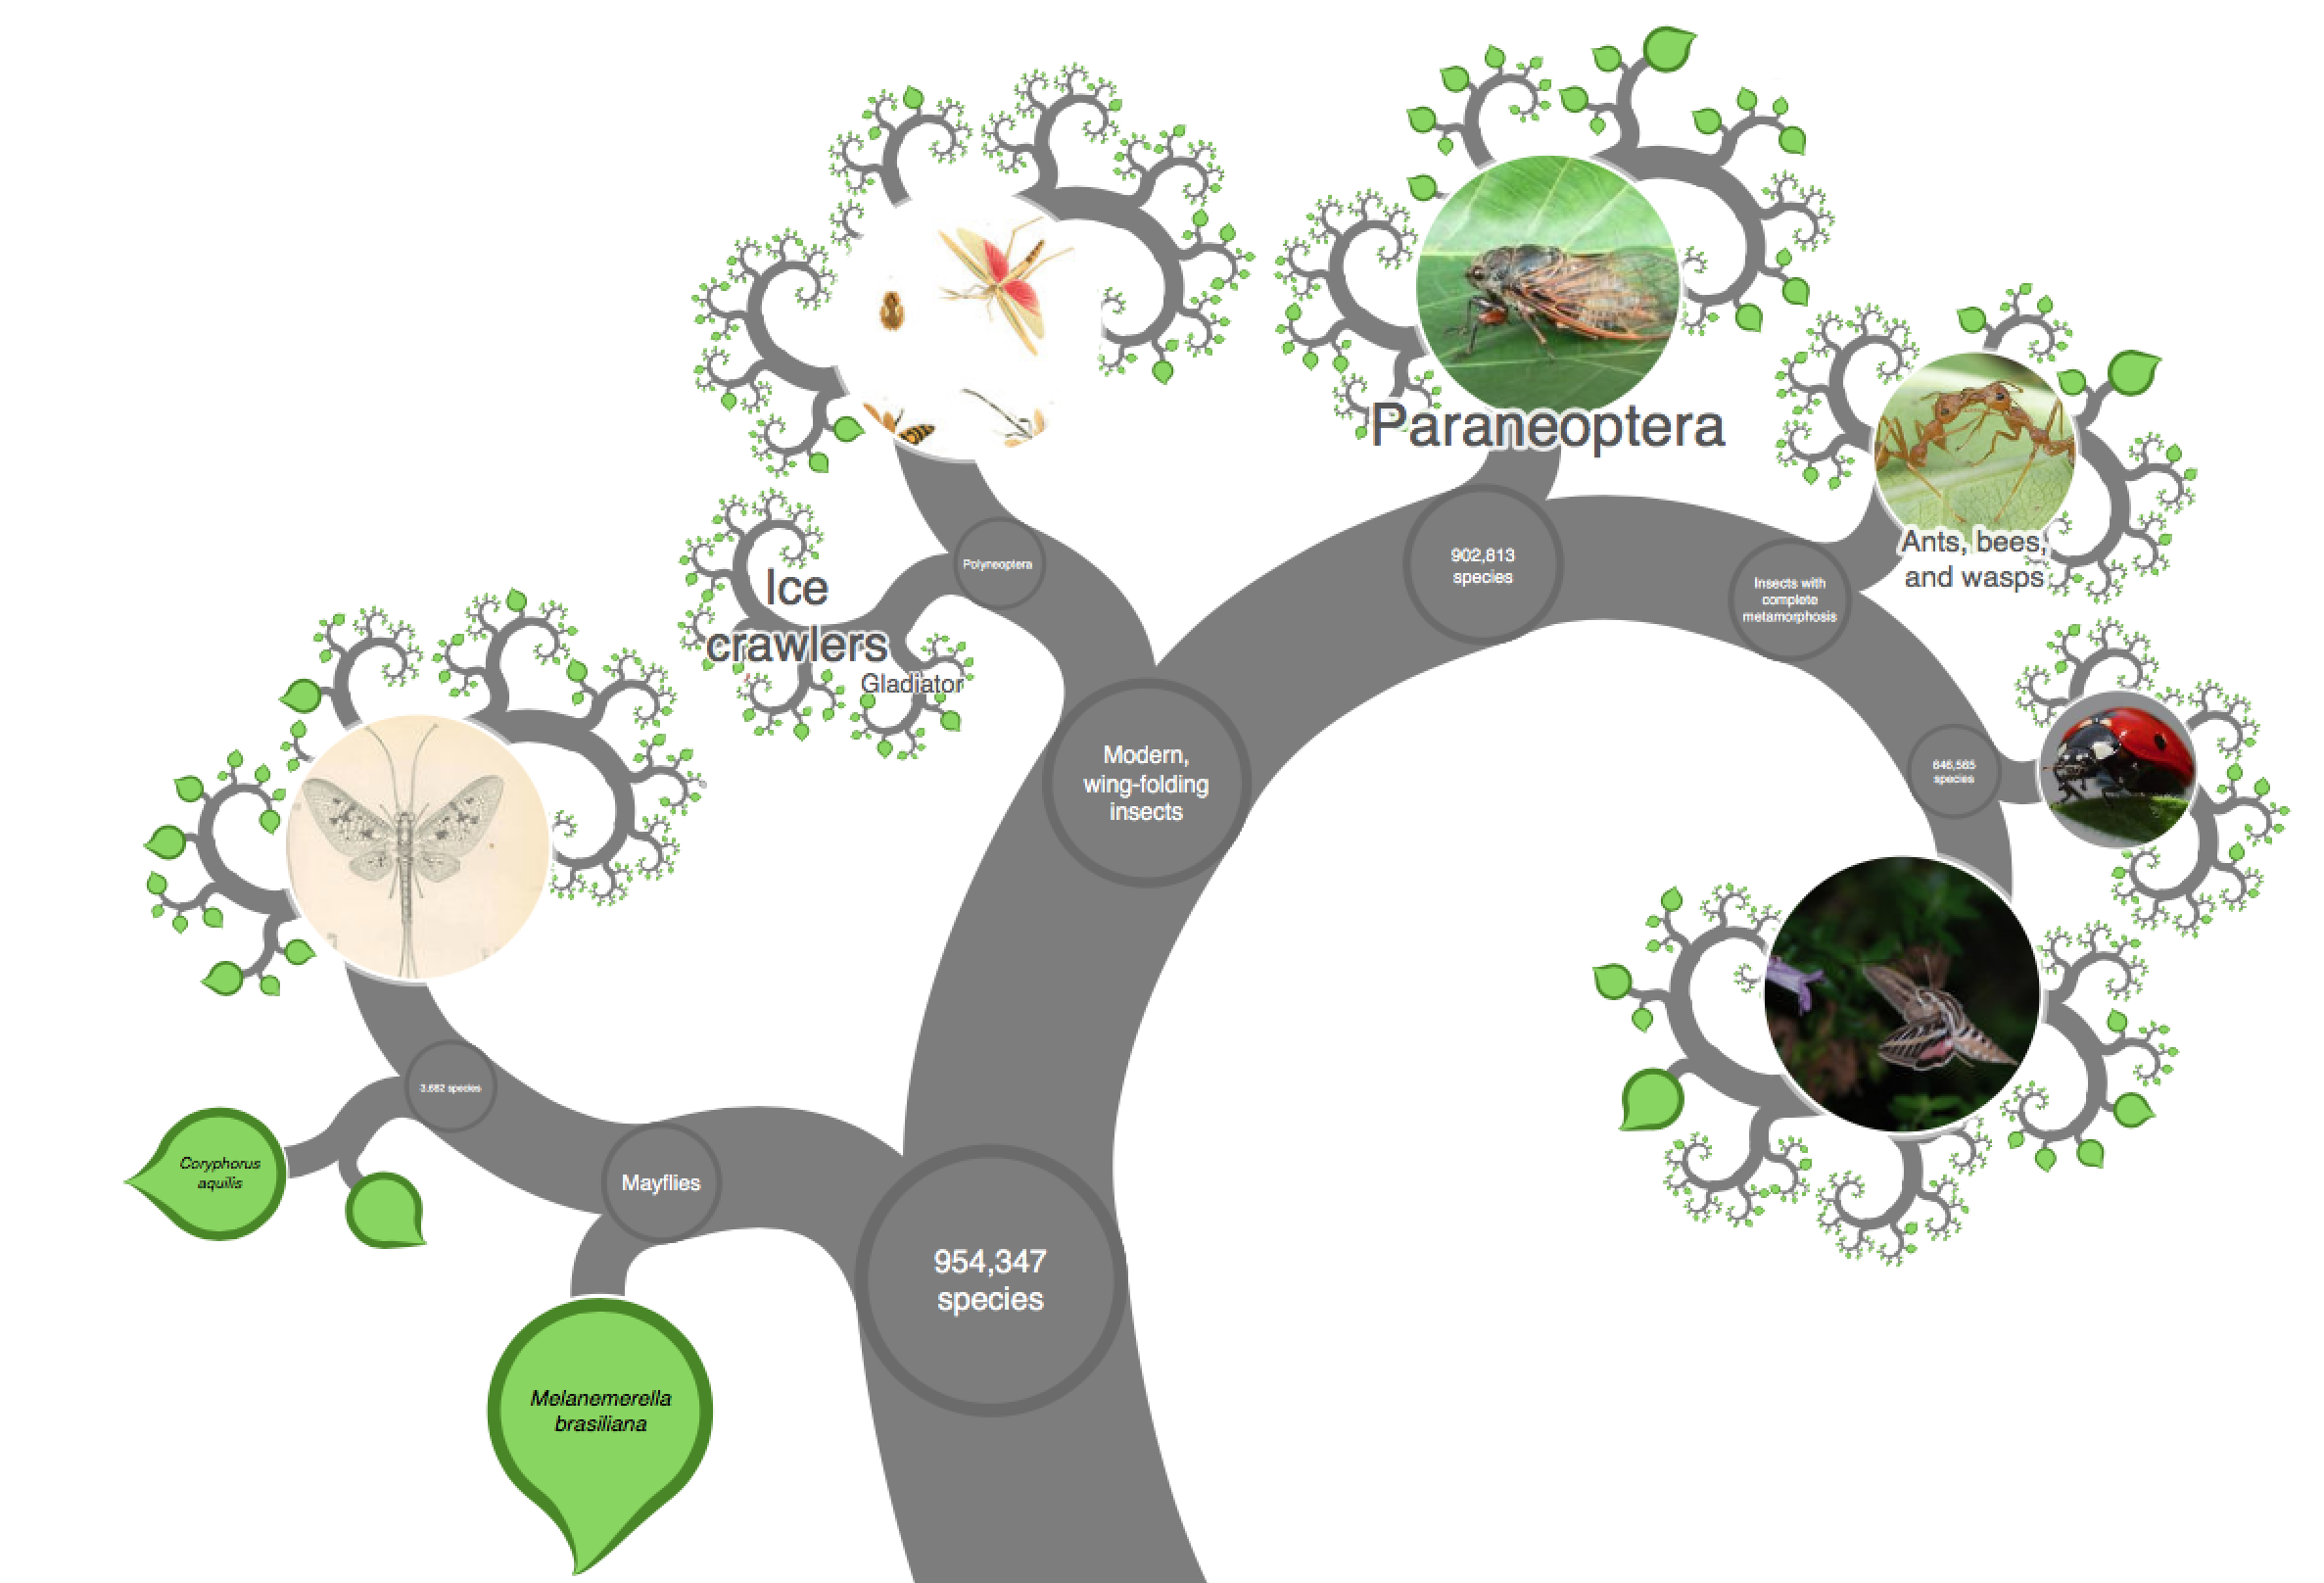 Paraneoptera
902,813
species
Insects with
complete
metamorphosis
Ants, bees,
and wasps
Polyneoptera
Ice
crawlers
Gladiator
646,565
species
Modern,
wing-folding
insects
3,682 species
Coryphorus
aquilis
Mayflies
954,347
species
Melanemerella
brasiliana